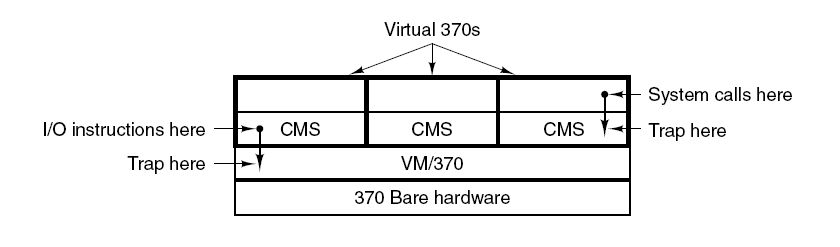 Virtual 370s
System calls here
I/O instructions here
CMS
CMS
CMS
Trap here
Trap here
VM/370
370 Bare hardware